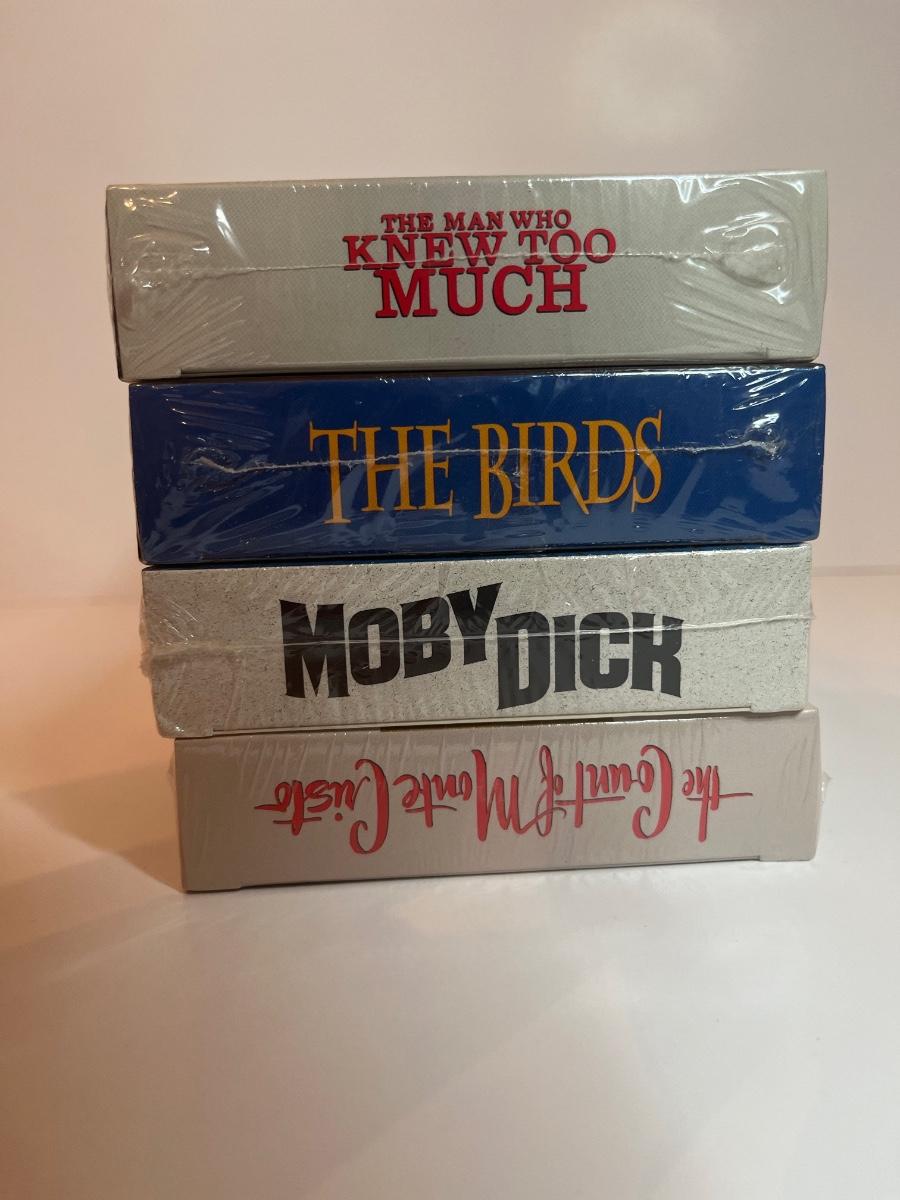 THE MAN WHO
KNEW TOO
MUCH
THE BIRDS
MOBY DICK
the Count of Monte Cristo